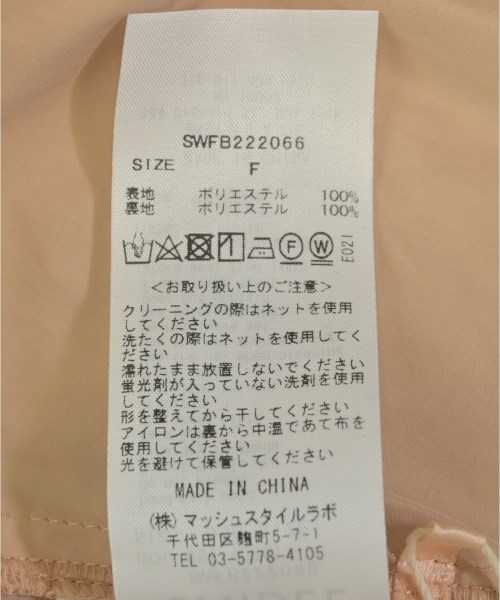 SWFB222066
SIZE F
表地 ポリエステル 100%
裏地 ポリエステル 100%
F W E021
<お取り扱い上のご注意>
クリーニングの際はネットを使用
してください
洗たくの際はネットを使用してく
ださい
濡れたまま放置しないでください
蛍光剤が入っていない洗剤を使用
してください
形を整えてから干してください
アイロンは裏から中温であて布を
使用してください
光を避けて保管してください
MADE IN CHINA
(株)マッシュスタイルラボ
千代田区麹町5-7-1
TEL 03-5778-4105